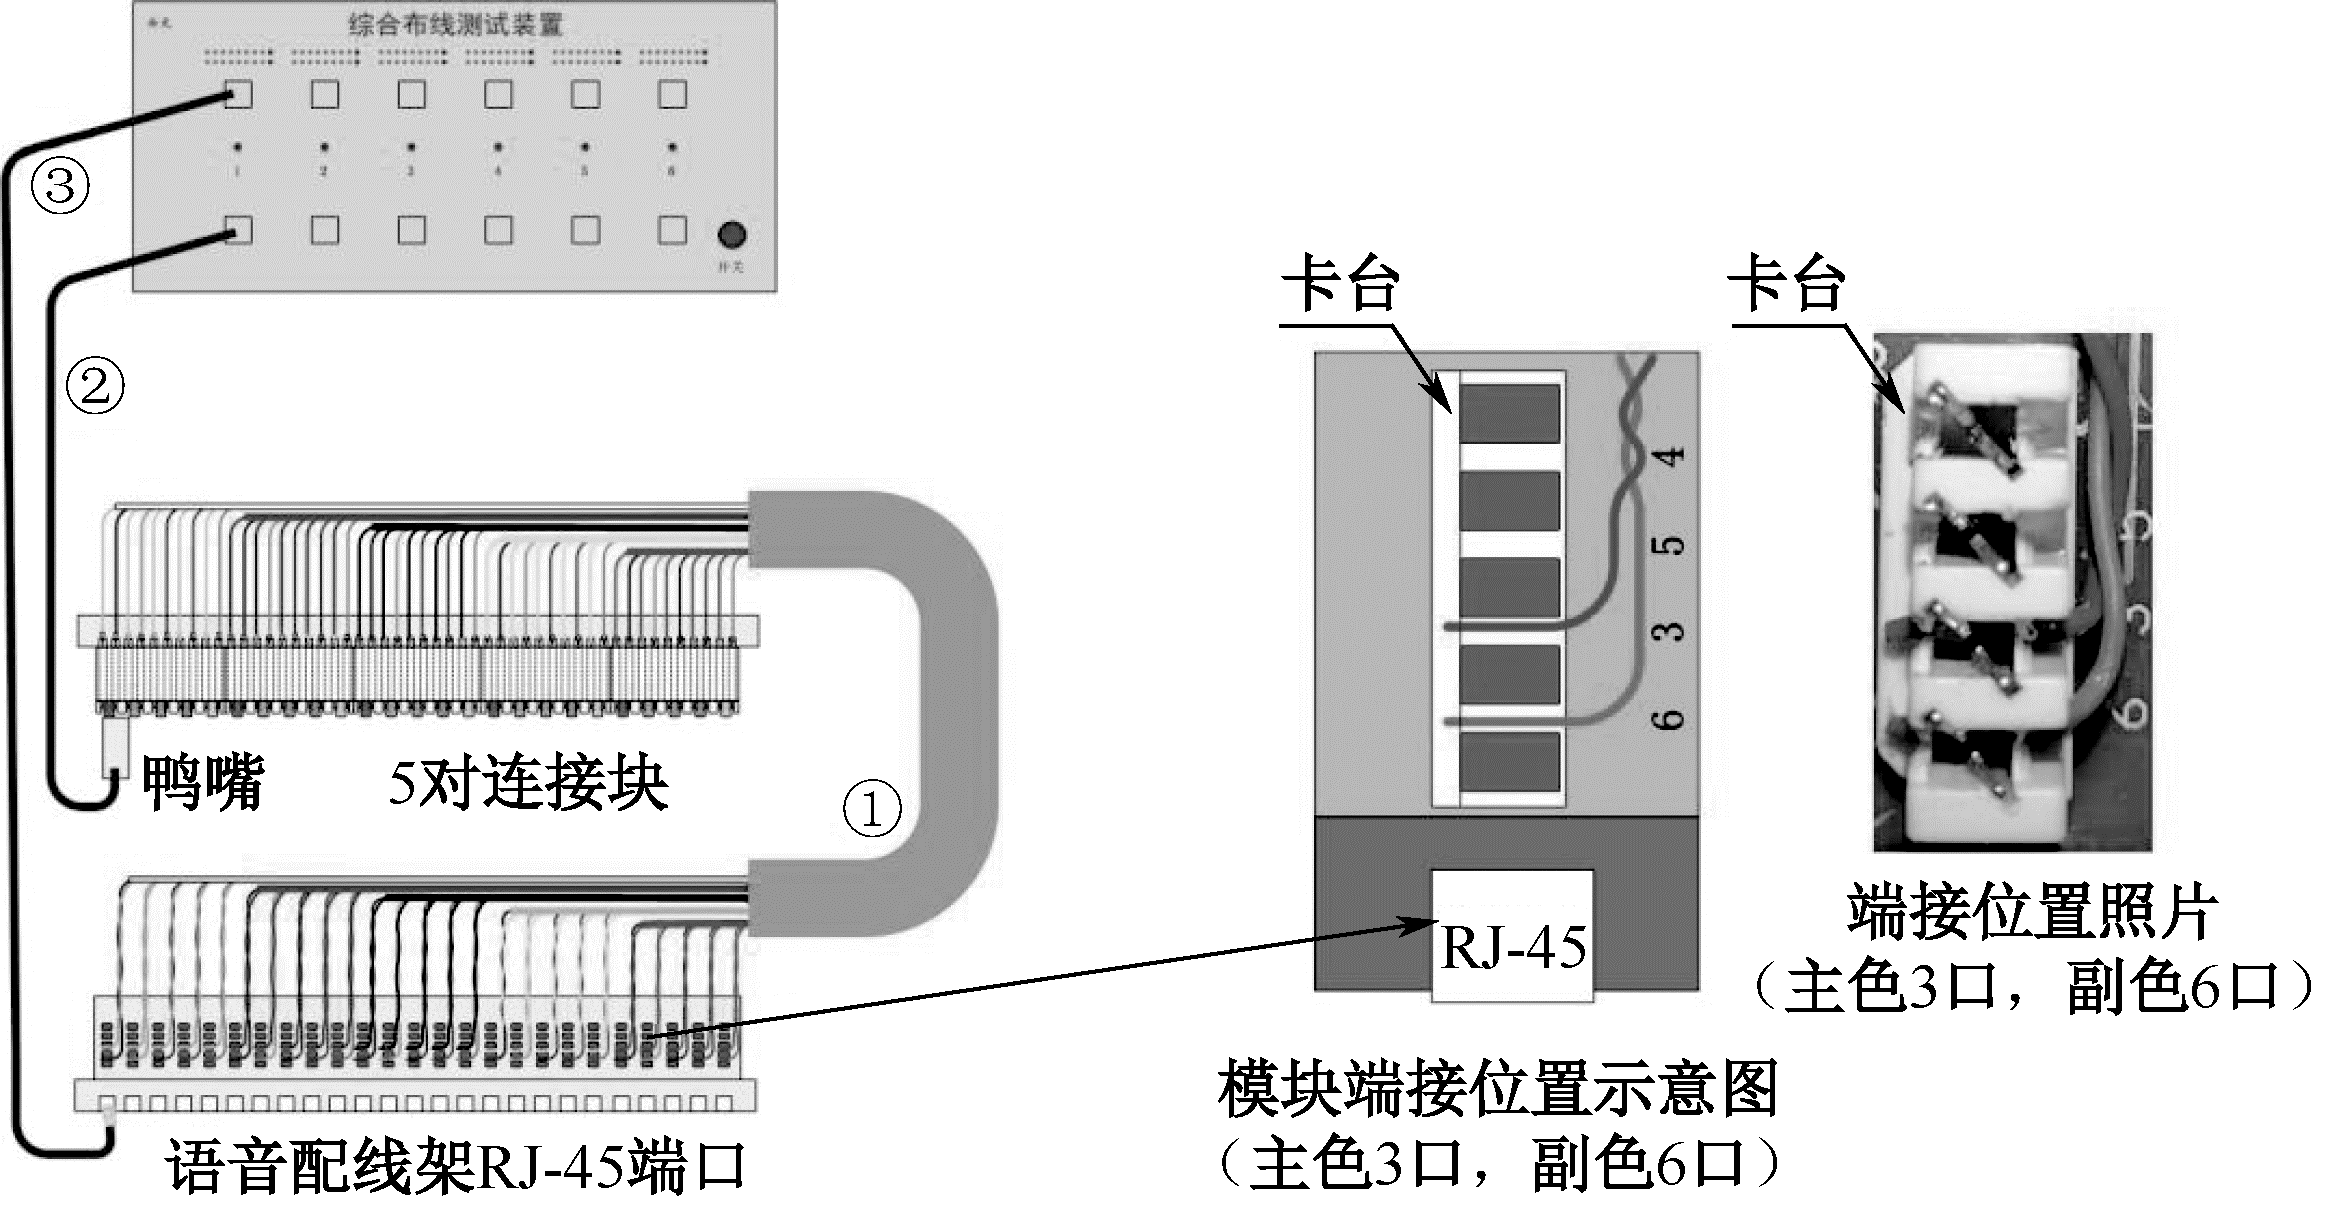 西元
综合布线测试装置
1 2 3 4 5 6
开关
③
②
鸭嘴
5对连接块
①
语音配线架RJ-45端口
卡台
4
5
3
6
RJ-45
模块端接位置示意图
（主色3口，副色6口）
卡台
端接位置照片
（主色3口，副色6口）